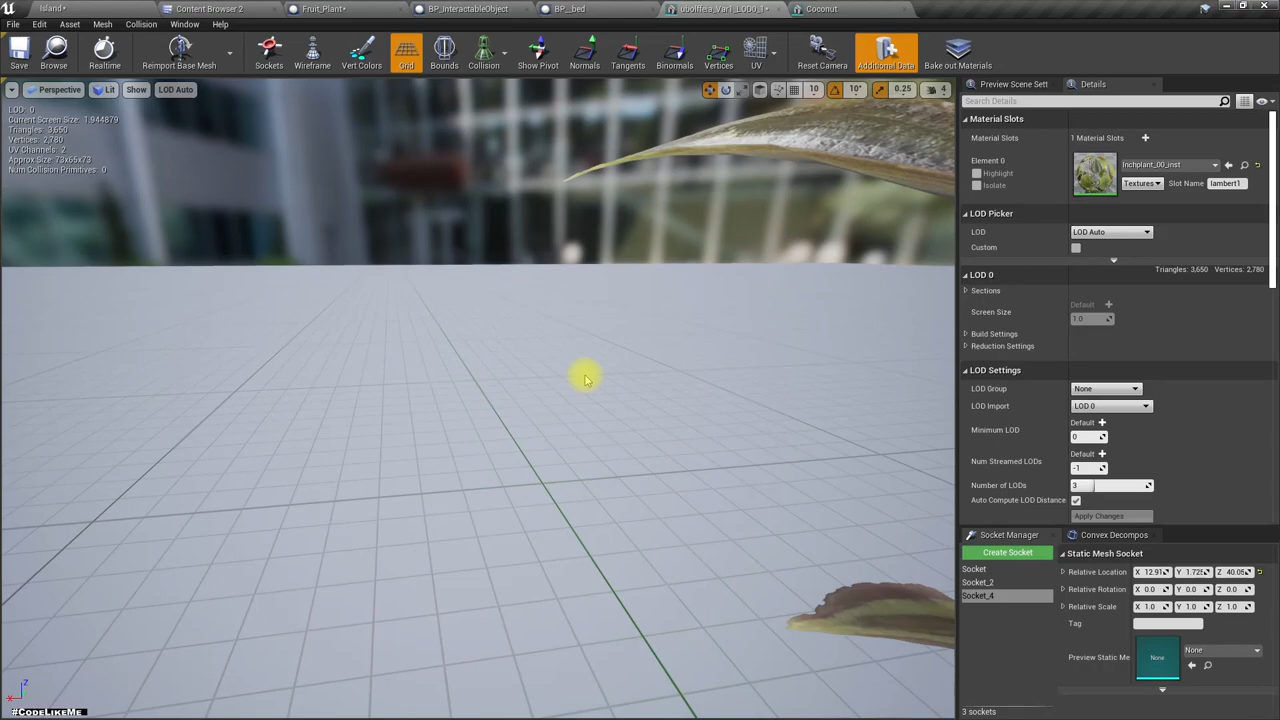 Island•
Content Browser 2
Fruit_Plant•
BP_InteractableObject
BP__bed
ubolffeia_Var1_LOD0_1•
Coconut
File Edit Asset Mesh Collision Window Help
Save Browse Realtime Reimport Base Mesh Sockets Wireframe Vert Colors Grid Bounds Collision Show Pivot Normals Tangents Binormals Vertices UV Reset Camera Additional Data Bake out Materials
Perspective Lit Show LOD Auto 10 10° 0.25 4
LOD: 0
Current Screen Size: 1.944879
Triangles: 3,650
Vertices: 2,780
UV Channels: 2
Approx Size: 73x65x73
Num Collision Primitives: 0
Z
X
#CodeLikeMe
Preview Scene Sett Details
Search Details
Material Slots
Material Slots 1 Material Slots
Element 0
Highlight
Isolate
Inchplant_00_inst
Textures Slot Name lambert1
LOD Picker
LOD LOD Auto
Custom
Triangles: 3,650 Vertices: 2,780
LOD 0
Sections
Screen Size Default 1.0
Build Settings
Reduction Settings
LOD Settings
LOD Group None
LOD Import LOD 0
Minimum LOD Default 0
Num Streamed LODs Default -1
Number of LODs 3
Auto Compute LOD Distance
Apply Changes
Socket Manager Convex Decompos
Create Socket
Socket
Socket_2
Socket_4
3 sockets
Static Mesh Socket
Relative Location X 12.91 Y 1.725 Z 40.05
Relative Rotation X 0.0 Y 0.0 Z 0.0
Relative Scale X 1.0 Y 1.0 Z 1.0
Tag
Preview Static Me None None